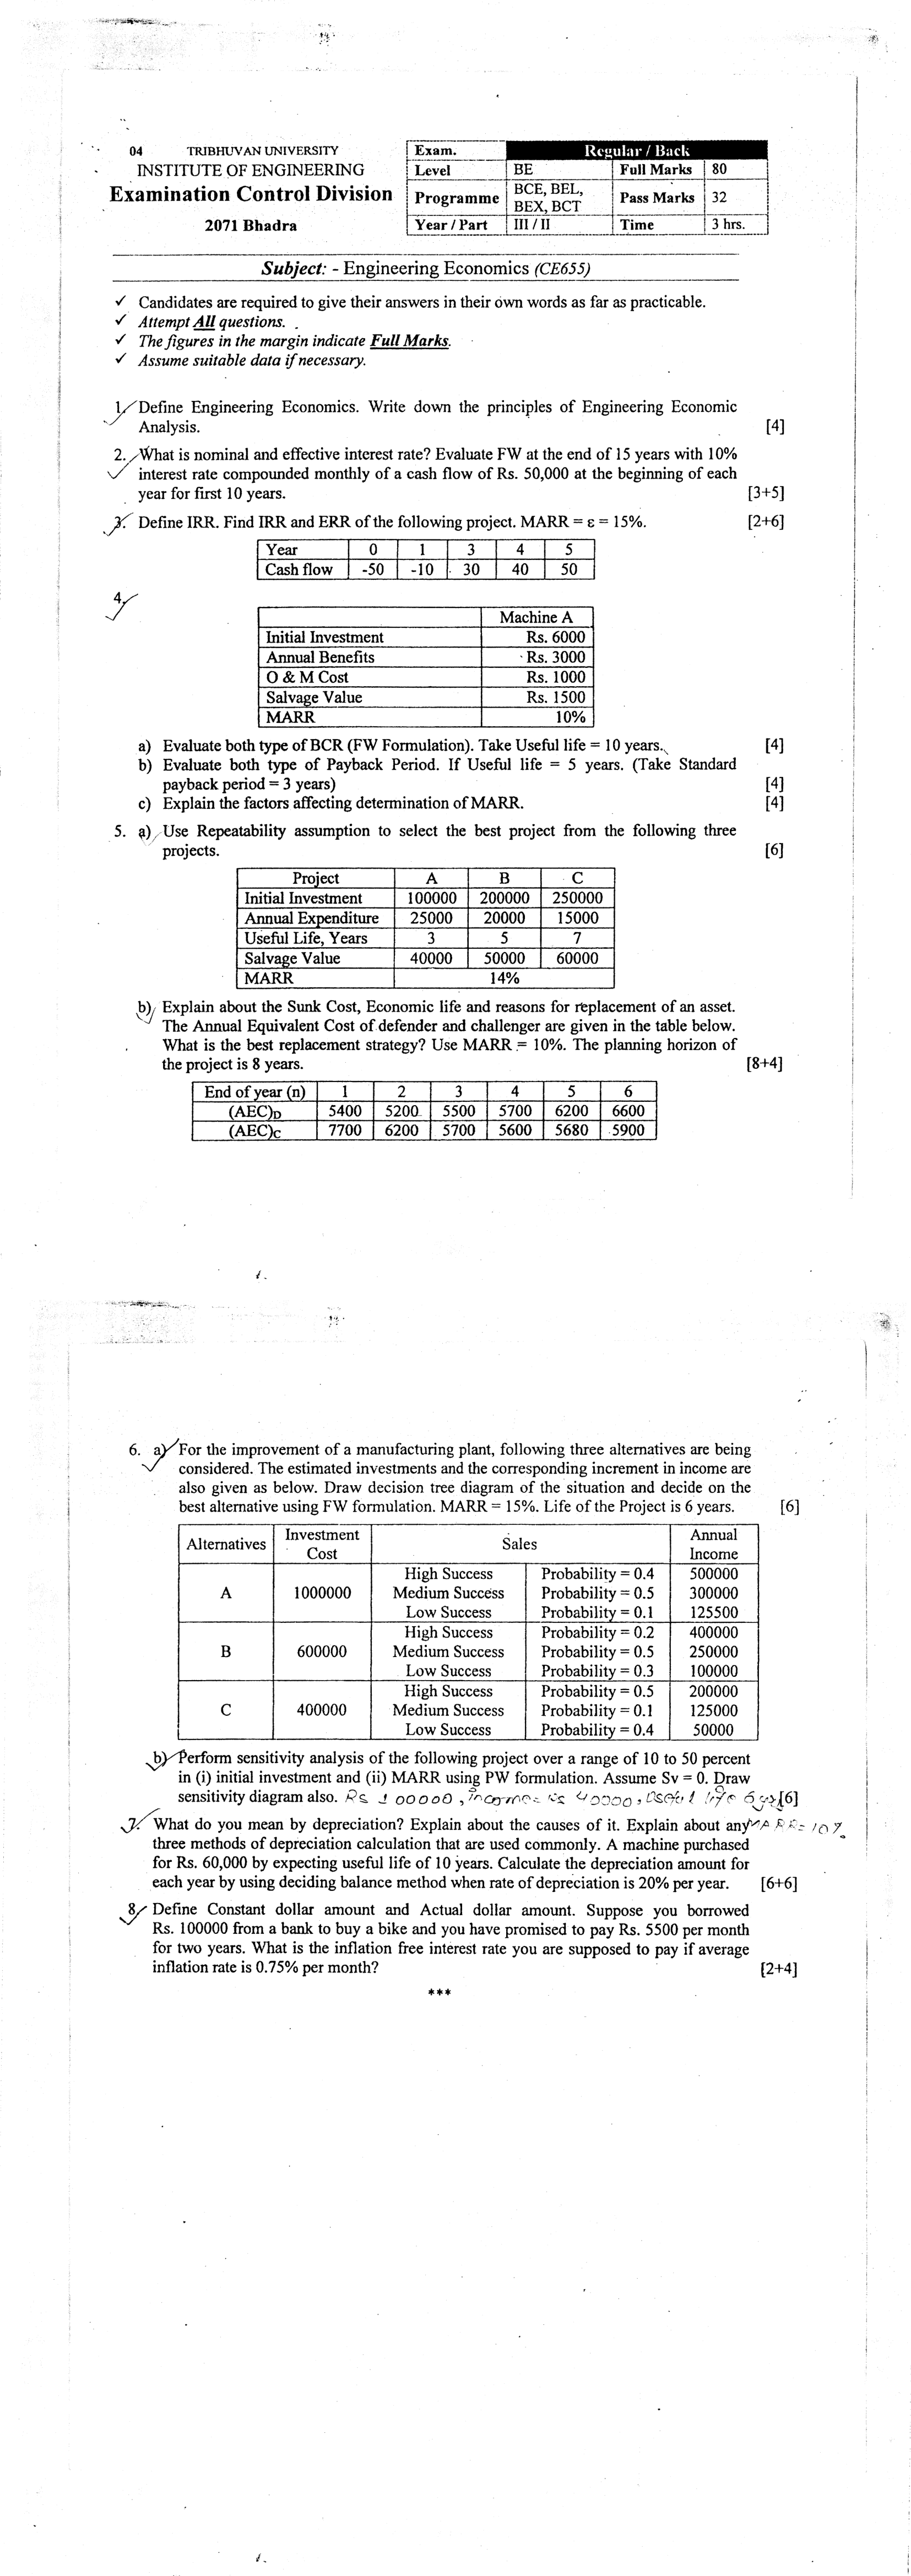 04 TRIBHUVAN UNIVERSITY
INSTITUTE OF ENGINEERING
Examination Control Division
2071 Bhadra
Exam. Regular / Back
Level BE Full Marks 80
Programme BCE, BEL, BEX, BCT Pass Marks 32
Year / Part III / II Time 3 hrs.
Subject: - Engineering Economics (CE655)
✓ Candidates are required to give their answers in their own words as far as practicable.
✓ Attempt All questions.
✓ The figures in the margin indicate Full Marks.
✓ Assume suitable data if necessary.
1. Define Engineering Economics. Write down the principles of Engineering Economic
Analysis. [4]
2. What is nominal and effective interest rate? Evaluate FW at the end of 15 years with 10%
interest rate compounded monthly of a cash flow of Rs. 50,000 at the beginning of each
year for first 10 years. [3+5]
3. Define IRR. Find IRR and ERR of the following project. MARR = ε = 15%. [2+6]
Year 0 1 3 4 5
Cash flow -50 -10 30 40 50
4.
Machine A
Initial Investment Rs. 6000
Annual Benefits Rs. 3000
O & M Cost Rs. 1000
Salvage Value Rs. 1500
MARR 10%
a) Evaluate both type of BCR (FW Formulation). Take Useful life = 10 years. [4]
b) Evaluate both type of Payback Period. If Useful life = 5 years. (Take Standard
payback period = 3 years) [4]
c) Explain the factors affecting determination of MARR. [4]
5. a) Use Repeatability assumption to select the best project from the following three
projects. [6]
Project A B C
Initial Investment 100000 200000 250000
Annual Expenditure 25000 20000 15000
Useful Life, Years 3 5 7
Salvage Value 40000 50000 60000
MARR 14%
b) Explain about the Sunk Cost, Economic life and reasons for replacement of an asset.
The Annual Equivalent Cost of defender and challenger are given in the table below.
What is the best replacement strategy? Use MARR = 10%. The planning horizon of
the project is 8 years. [8+4]
End of year (n) 1 2 3 4 5 6
(AEC)D 5400 5200 5500 5700 6200 6600
(AEC)C 7700 6200 5700 5600 5680 5900
6. a) For the improvement of a manufacturing plant, following three alternatives are being
considered. The estimated investments and the corresponding increment in income are
also given as below. Draw decision tree diagram of the situation and decide on the
best alternative using FW formulation. MARR = 15%. Life of the Project is 6 years. [6]
Alternatives Investment Cost Sales Annual Income
High Success Probability = 0.4 500000
A 1000000 Medium Success Probability = 0.5 300000
Low Success Probability = 0.1 125500
High Success Probability = 0.2 400000
B 600000 Medium Success Probability = 0.5 250000
Low Success Probability = 0.3 100000
High Success Probability = 0.5 200000
C 400000 Medium Success Probability = 0.1 125000
Low Success Probability = 0.4 50000
b) Perform sensitivity analysis of the following project over a range of 10 to 50 percent
in (i) initial investment and (ii) MARR using PW formulation. Assume Sv = 0. Draw
sensitivity diagram also. Rs 100000, income = Rs 40000, Useful life 6 yrs [6]
7. What do you mean by depreciation? Explain about the causes of it. Explain about any MARR = 10%
three methods of depreciation calculation that are used commonly. A machine purchased
for Rs. 60,000 by expecting useful life of 10 years. Calculate the depreciation amount for
each year by using deciding balance method when rate of depreciation is 20% per year. [6+6]
8. Define Constant dollar amount and Actual dollar amount. Suppose you borrowed
Rs. 100000 from a bank to buy a bike and you have promised to pay Rs. 5500 per month
for two years. What is the inflation free interest rate you are supposed to pay if average
inflation rate is 0.75% per month? [2+4]
***